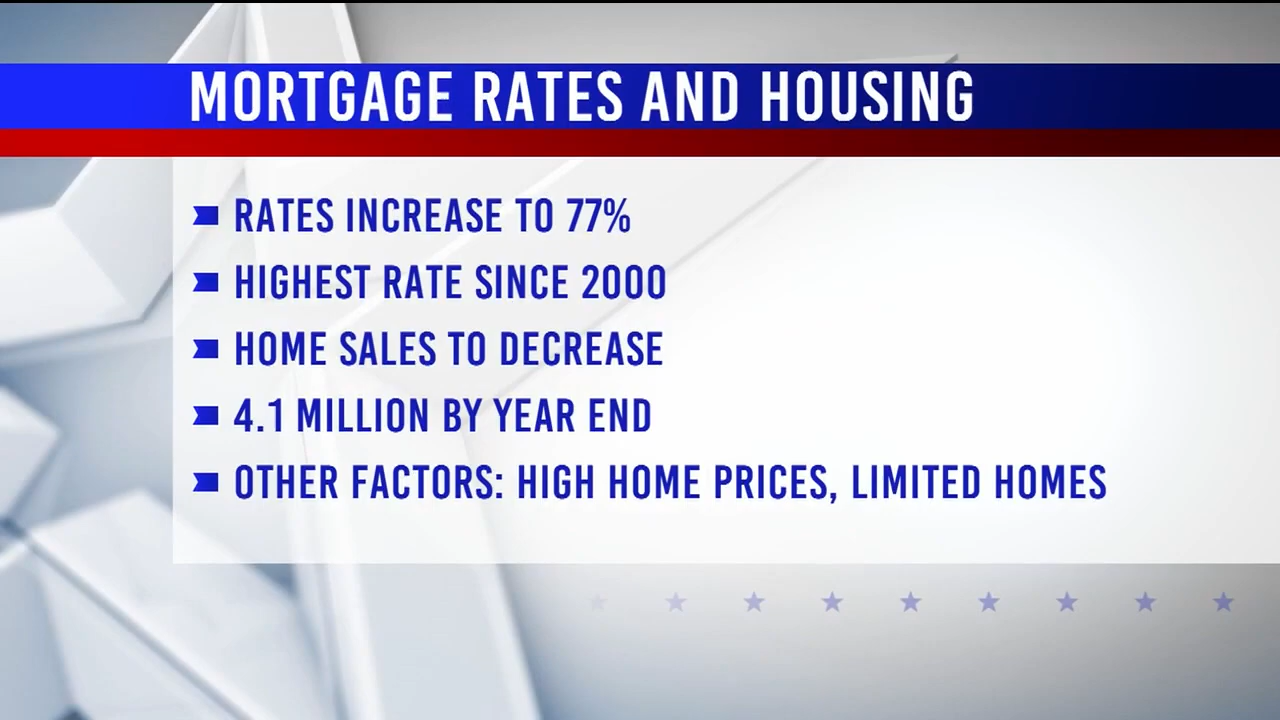 MORTGAGE RATES AND HOUSING
RATES INCREASE TO 77%
HIGHEST RATE SINCE 2000
HOME SALES TO DECREASE
4.1 MILLION BY YEAR END
OTHER FACTORS: HIGH HOME PRICES, LIMITED HOMES